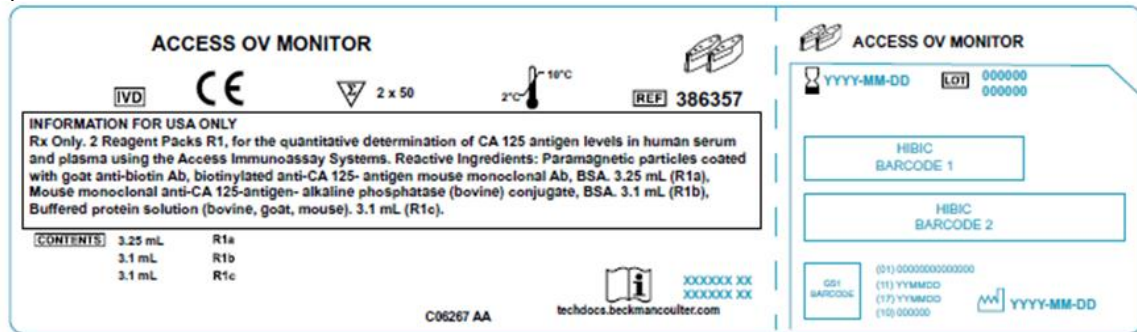 ACCESS OV MONITOR
IVD CE Σ 2 x 50 2°C 10°C REF 386357
INFORMATION FOR USA ONLY
Rx Only. 2 Reagent Packs R1, for the quantitative determination of CA 125 antigen levels in human serum
and plasma using the Access Immunoassay Systems. Reactive Ingredients: Paramagnetic particles coated
with goat anti-biotin Ab, biotinylated anti-CA 125- antigen mouse monoclonal Ab, BSA. 3.25 mL (R1a),
Mouse monoclonal anti-CA 125-antigen- alkaline phosphatase (bovine) conjugate, BSA. 3.1 mL (R1b),
Buffered protein solution (bovine, goat, mouse). 3.1 mL (R1c).
CONTENTS 3.25 mL R1a
3.1 mL R1b
3.1 mL R1c
i XXXXXX XX
XXXXXX XX
techdocs.beckmancoulter.com
C06267 AA
ACCESS OV MONITOR
YYYY-MM-DD LOT 000000
000000
HIBIC
BARCODE 1
HIBIC
BARCODE 2
GS1
BARCODE
(01) 00000000000000
(11) YYMMDD
(17) YYMMDD
(10) 000000
YYYY-MM-DD